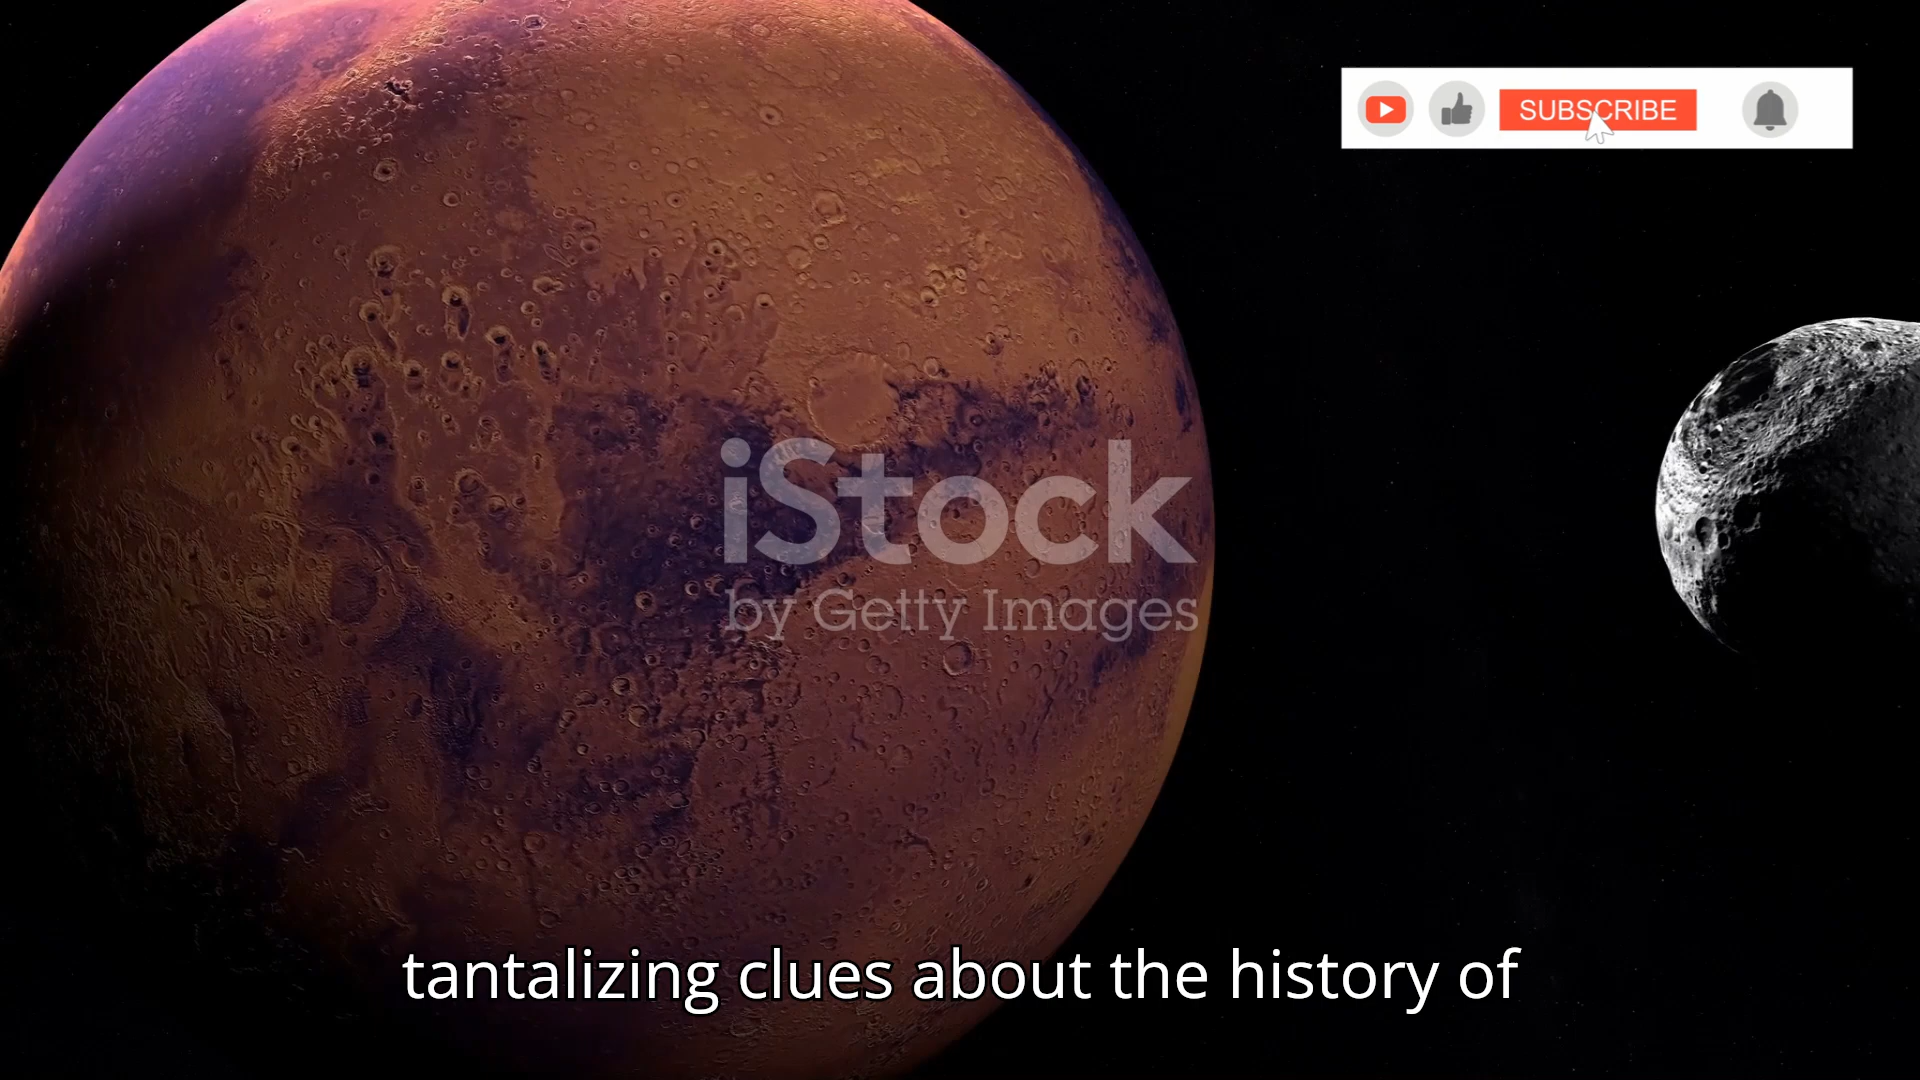 SUBSCRIBE
iStock
by Getty Images
tantalizing clues about the history of